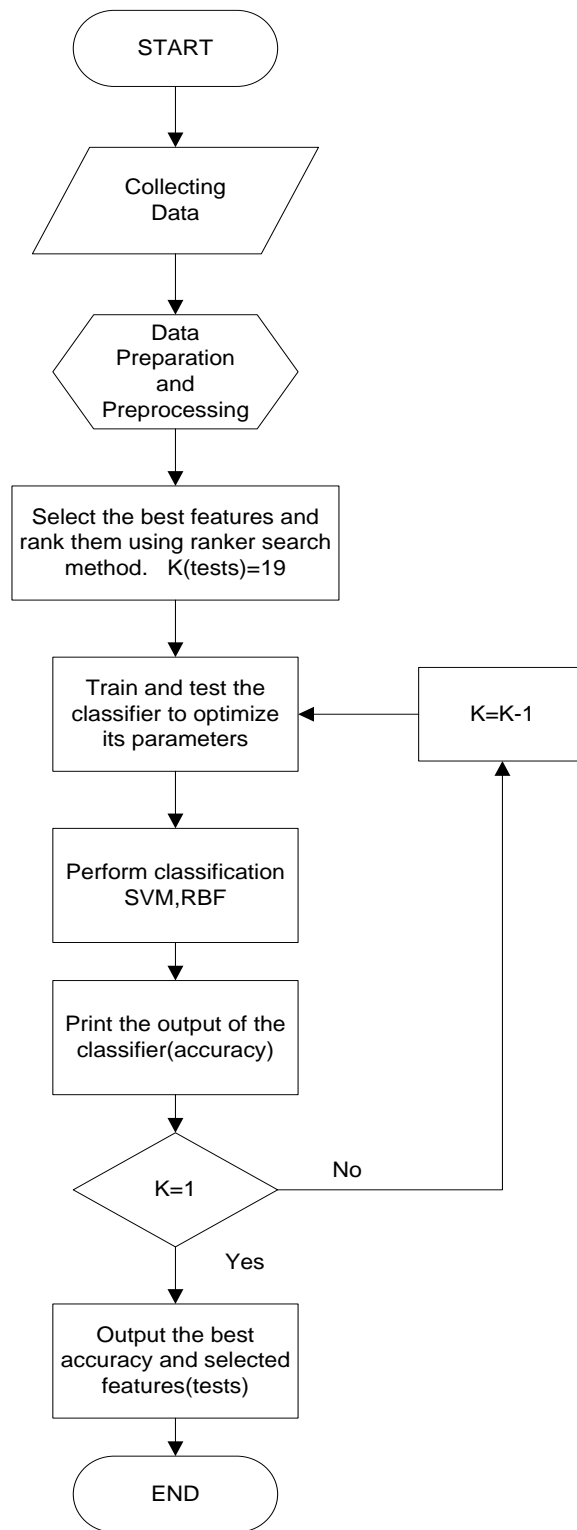 START
Collecting
Data
Data
Preparation
and
Preprocessing
Select the best features and
rank them using ranker search
method.   K(tests)=19
Train and test the
classifier to optimize
its parameters
K=K-1
Perform classification
SVM,RBF
Print the output of the
classifier(accuracy)
K=1
No
Yes
Output the best
accuracy and selected
features(tests)
END